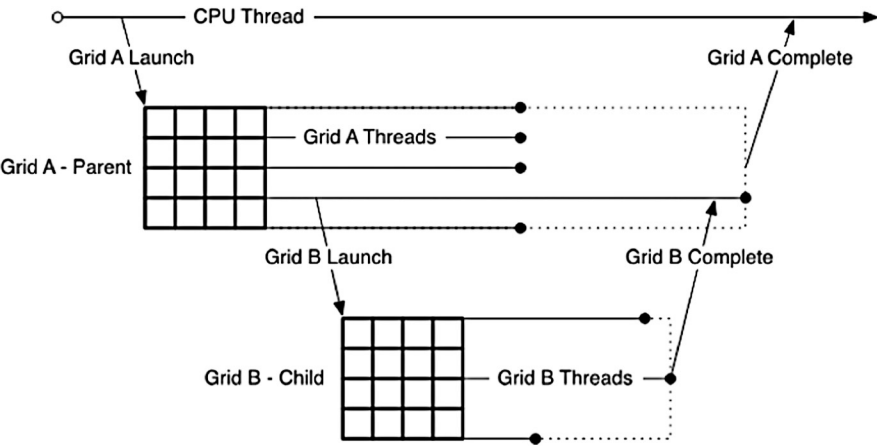 CPU Thread
Grid A Launch
Grid A Complete
Grid A Threads
Grid A - Parent
Grid B Launch
Grid B Complete
Grid B - Child
Grid B Threads